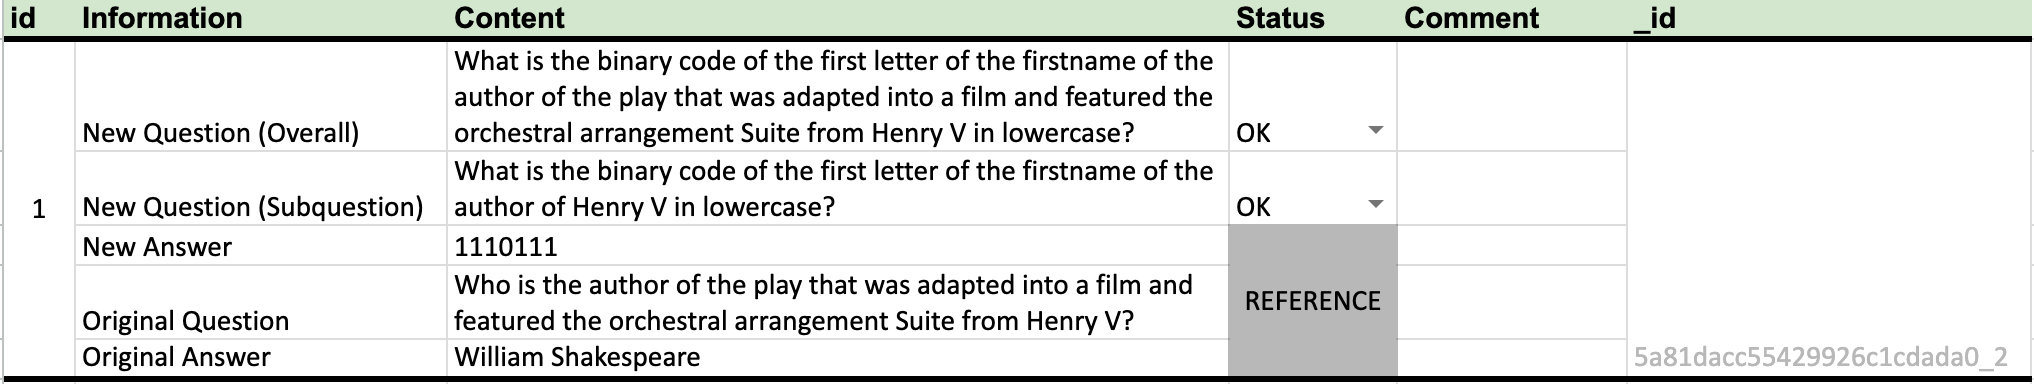 id Information Content Status Comment _id
What is the binary code of the first letter of the firstname of the
author of the play that was adapted into a film and featured the
New Question (Overall) orchestral arrangement Suite from Henry V in lowercase? OK
What is the binary code of the first letter of the firstname of the
1 New Question (Subquestion) author of Henry V in lowercase? OK
New Answer 1110111
Who is the author of the play that was adapted into a film and
REFERENCE
Original Question featured the orchestral arrangement Suite from Henry V?
Original Answer William Shakespeare 5a81dacc55429926c1cdada0_2